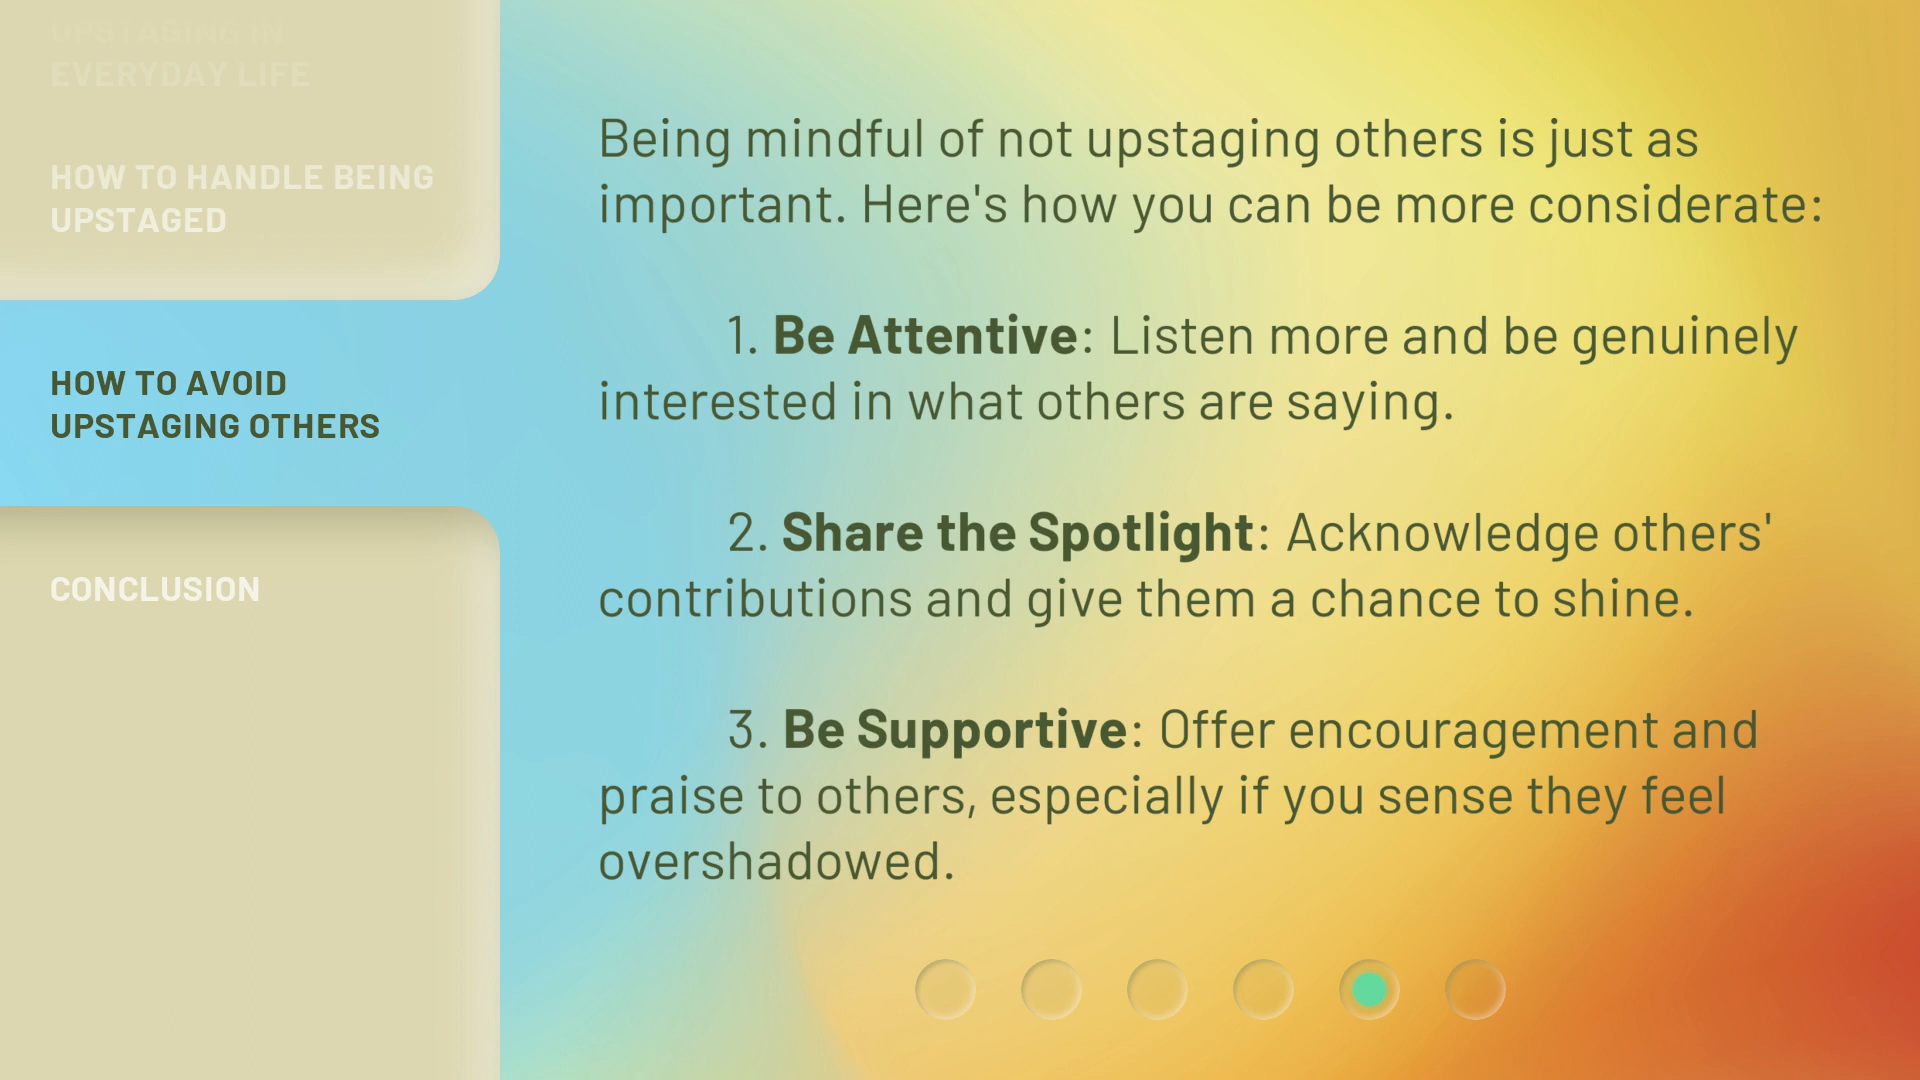 UPSTAGING IN
EVERYDAY LIFE
HOW TO HANDLE BEING
UPSTAGED
HOW TO AVOID
UPSTAGING OTHERS
CONCLUSION
Being mindful of not upstaging others is just as
important. Here's how you can be more considerate:
1. Be Attentive: Listen more and be genuinely
interested in what others are saying.
2. Share the Spotlight: Acknowledge others'
contributions and give them a chance to shine.
3. Be Supportive: Offer encouragement and
praise to others, especially if you sense they feel
overshadowed.